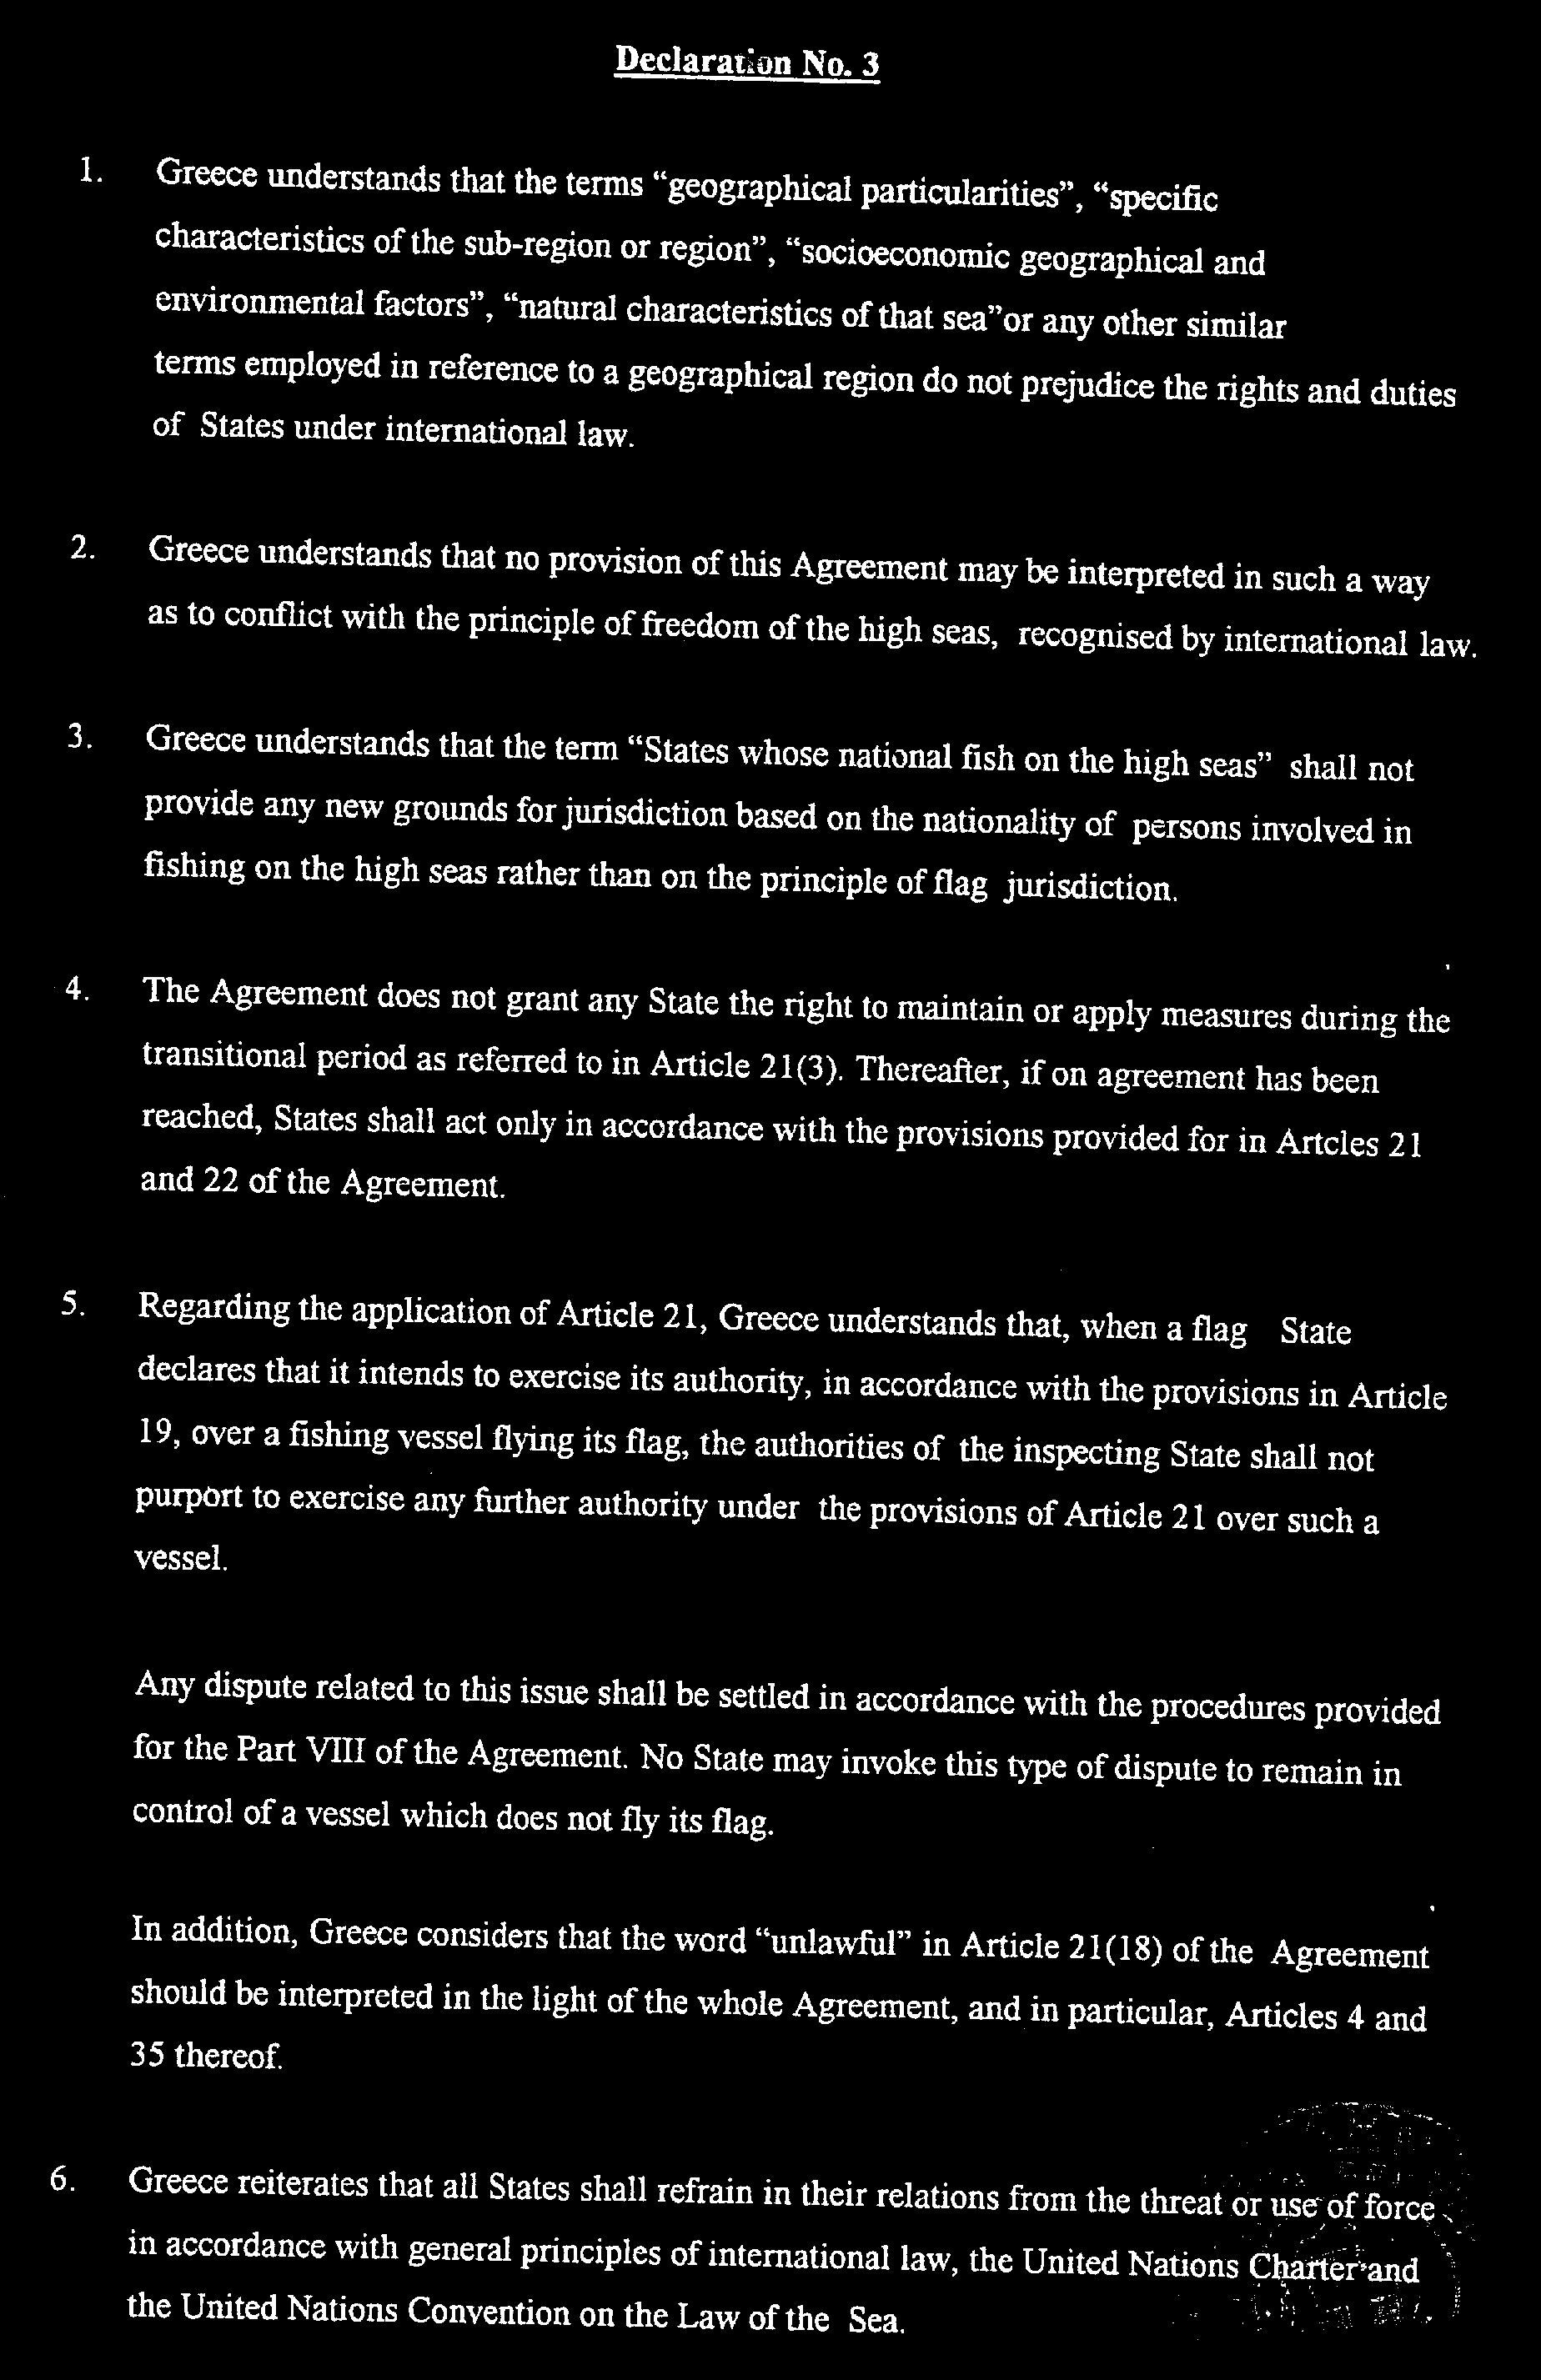 Declaration No. 3
1. Greece understands that the terms “geographical particularities”, “specific
characteristics of the sub-region or region”, “socioeconomic geographical and
environmental factors”, “natural characteristics of that sea”or any other similar
terms employed in reference to a geographical region do not prejudice the rights and duties
of States under international law.
2. Greece understands that no provision of this Agreement may be interpreted in such a way
as to conflict with the principle of freedom of the high seas, recognised by international law.
3. Greece understands that the term “States whose national fish on the high seas” shall not
provide any new grounds for jurisdiction based on the nationality of persons involved in
fishing on the high seas rather than on the principle of flag jurisdiction.
4. The Agreement does not grant any State the right to maintain or apply measures during the
transitional period as referred to in Article 21(3). Thereafter, if on agreement has been
reached, States shall act only in accordance with the provisions provided for in Artcles 21
and 22 of the Agreement.
5. Regarding the application of Article 21, Greece understands that, when a flag State
declares that it intends to exercise its authority, in accordance with the provisions in Article
19, over a fishing vessel flying its flag, the authorities of the inspecting State shall not
purport to exercise any further authority under the provisions of Article 21 over such a
vessel.
Any dispute related to this issue shall be settled in accordance with the procedures provided
for the Part VIII of the Agreement. No State may invoke this type of dispute to remain in
control of a vessel which does not fly its flag.
In addition, Greece considers that the word “unlawful” in Article 21(18) of the Agreement
should be interpreted in the light of the whole Agreement, and in particular, Articles 4 and
35 thereof.
6. Greece reiterates that all States shall refrain in their relations from the threat or use of force
in accordance with general principles of international law, the United Nations Charter and
the United Nations Convention on the Law of the Sea.